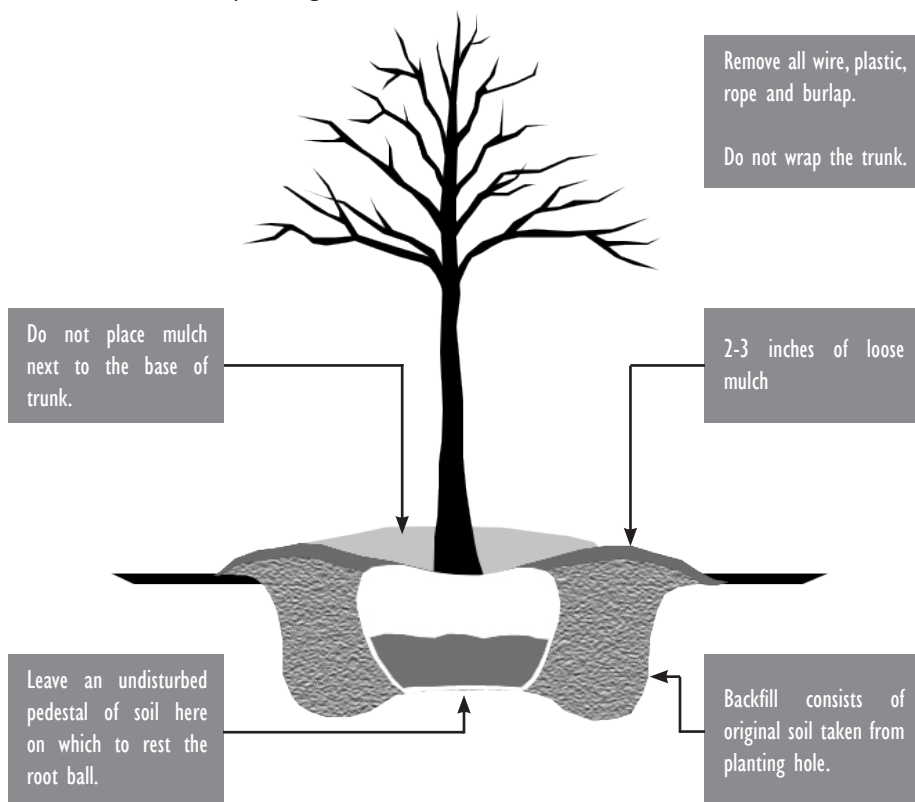 Remove all wire, plastic,
rope and burlap.
Do not wrap the trunk.
Do not place mulch
next to the base of
trunk.
2-3 inches of loose
mulch
Leave an undisturbed
pedestal of soil here
on which to rest the
root ball.
Backfill consists of
original soil taken from
planting hole.